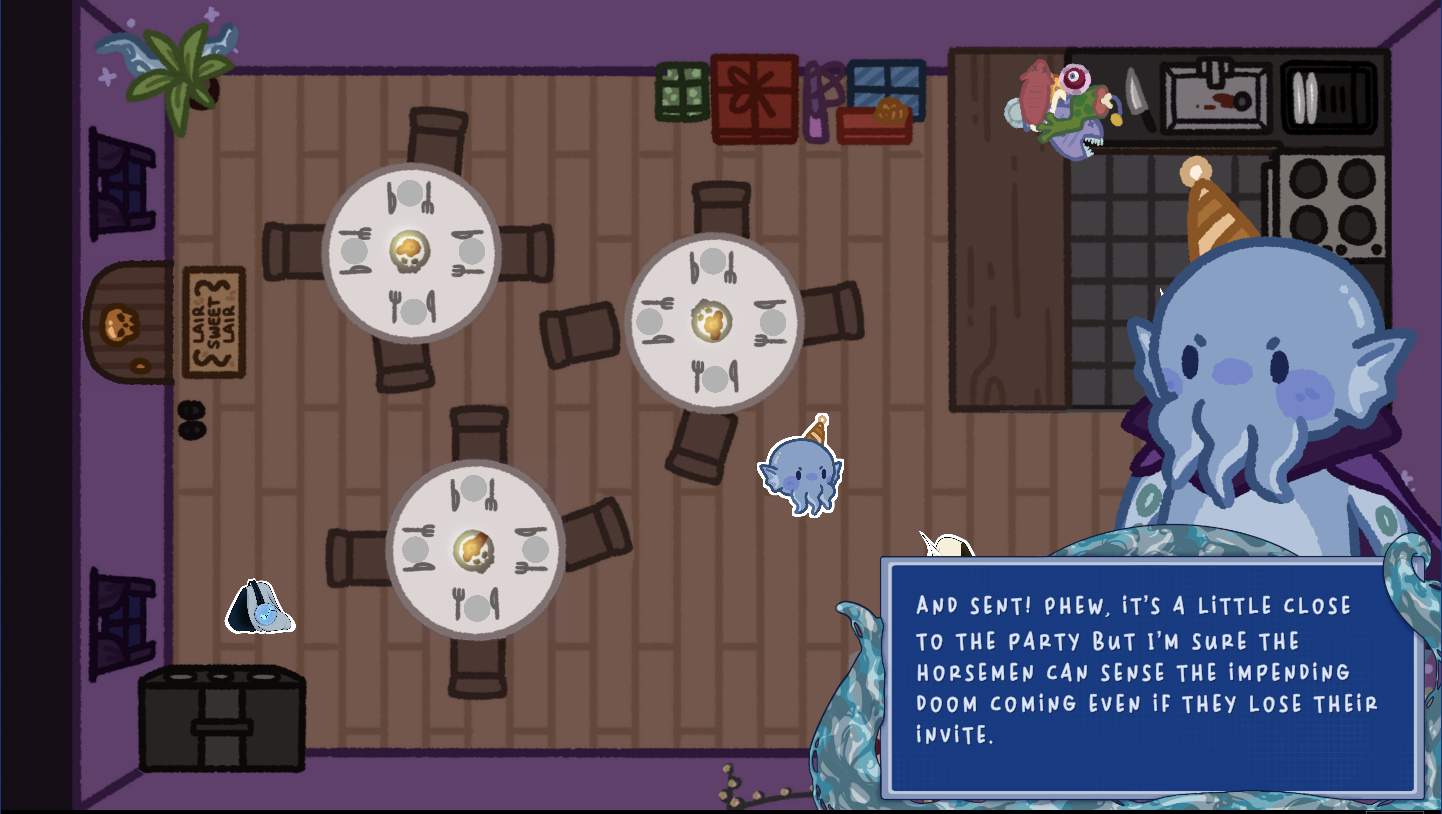 LAIR
SWEET
LAIR
AND SENT! PHEW, IT'S A LITTLE CLOSE
TO THE PARTY BUT I'M SURE THE
HORSEMEN CAN SENSE THE IMPENDING
DOOM COMING EVEN IF THEY LOSE THEIR
INVITE.